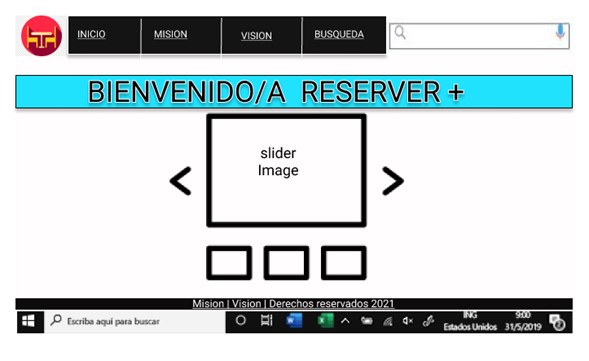 INICIO
MISION
VISION
BUSQUEDA
BIENVENIDO/A RESERVER +
slider
Image
Mision | Vision | Derechos reservados 2021
Escriba aquí para buscar
ING
Estados Unidos
9:00
31/5/2019